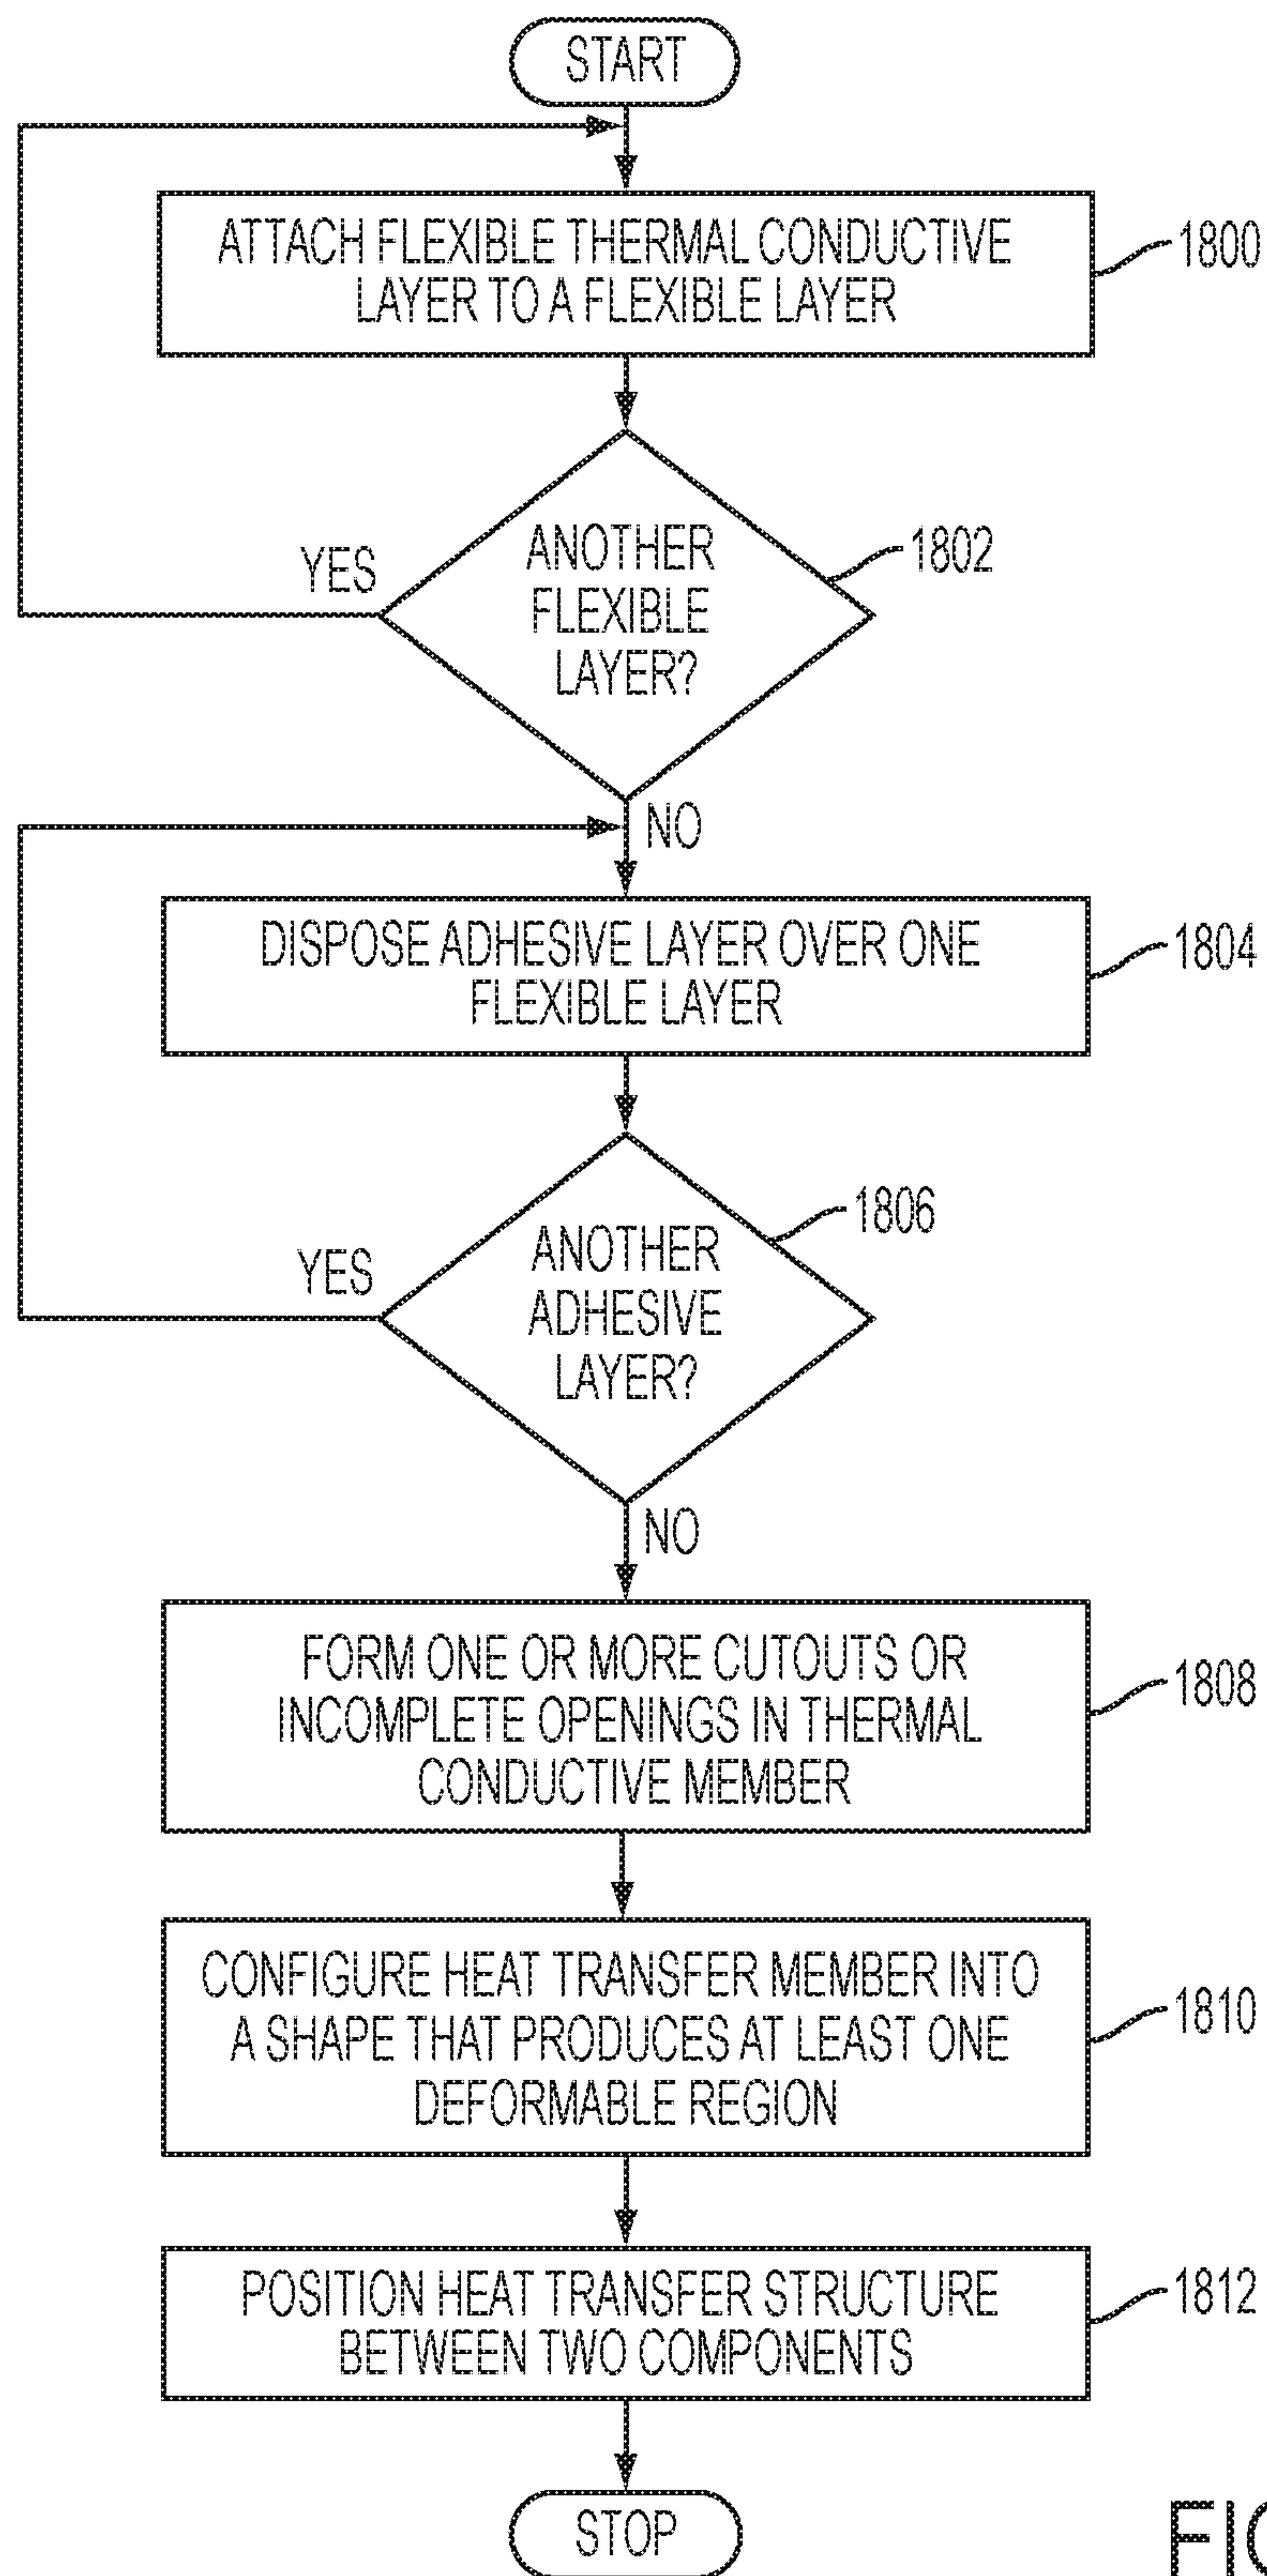 START
ATTACH FLEXIBLE THERMAL CONDUCTIVE
LAYER TO A FLEXIBLE LAYER
1800
ANOTHER
FLEXIBLE
LAYER?
1802
YES
NO
DISPOSE ADHESIVE LAYER OVER ONE
FLEXIBLE LAYER
1804
ANOTHER
ADHESIVE
LAYER?
1806
YES
NO
FORM ONE OR MORE CUTOUTS OR
INCOMPLETE OPENINGS IN THERMAL
CONDUCTIVE MEMBER
1808
CONFIGURE HEAT TRANSFER MEMBER INTO
A SHAPE THAT PRODUCES AT LEAST ONE
DEFORMABLE REGION
1810
POSITION HEAT TRANSFER STRUCTURE
BETWEEN TWO COMPONENTS
1812
STOP